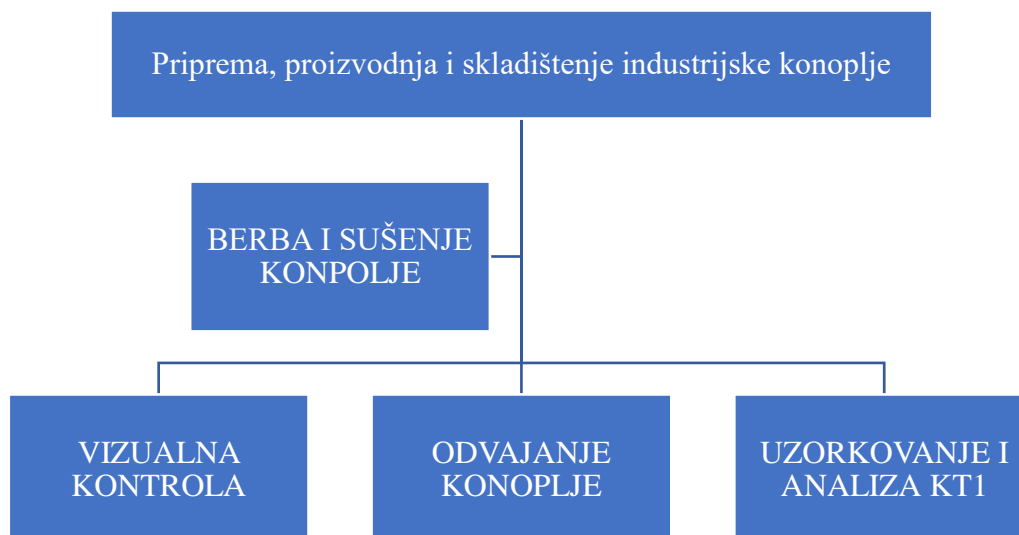 Priprema, proizvodnja i skladištenje industrijske konoplje
BERBA I SUŠENJE
KONPOLJE
VIZUALNA
KONTROLA
ODVAJANJE
KONOPLJE
UZORKOVANJE I
ANALIZA KT1